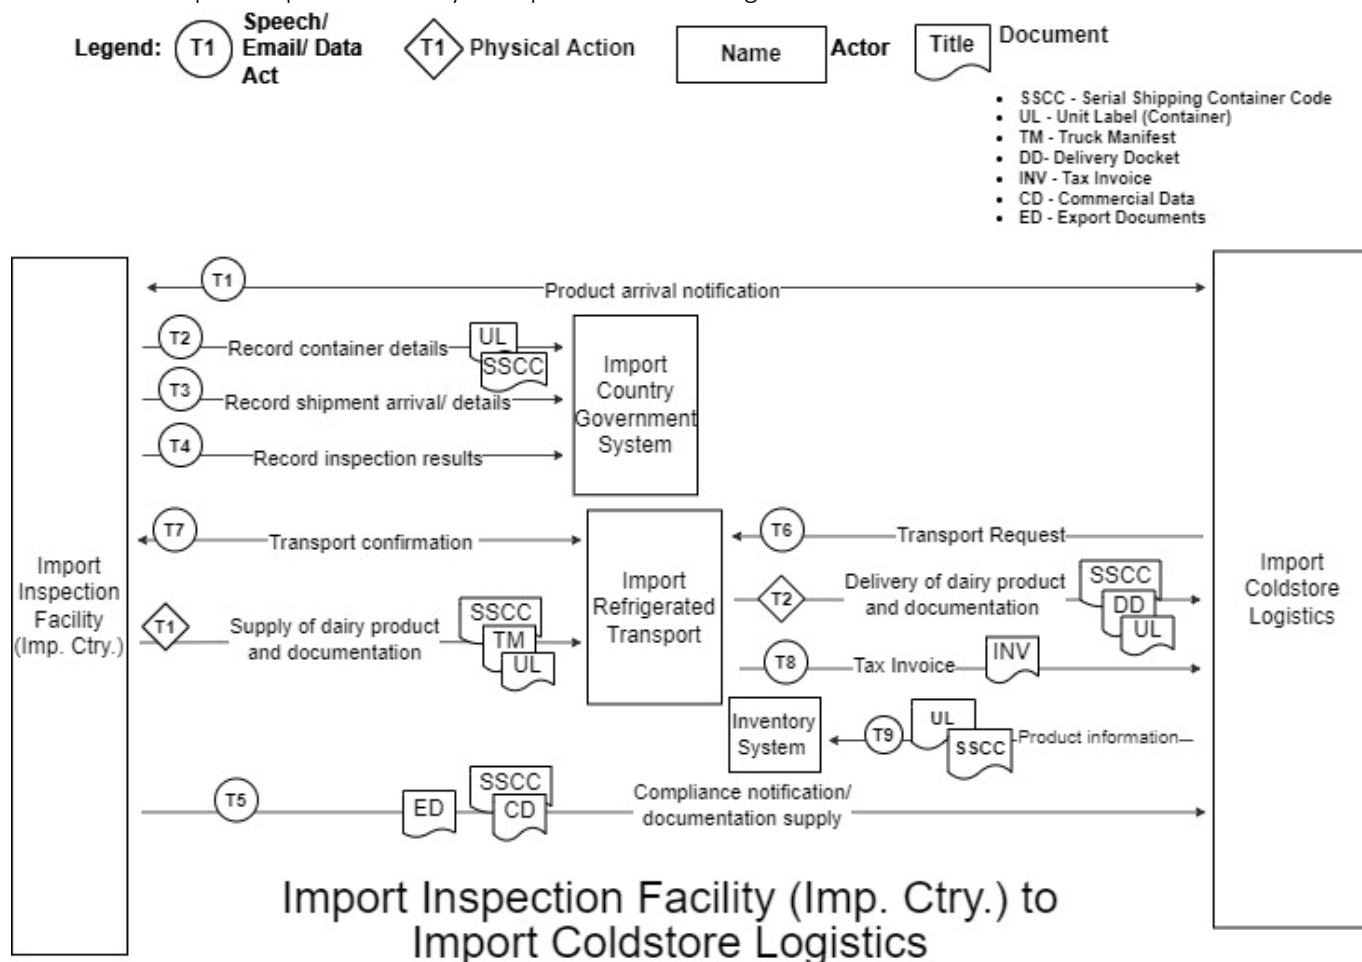 Legend:
T1
Speech/
Email/ Data
Act
T1
Physical Action
Name
Actor
Title
Document
• SSCC - Serial Shipping Container Code
• UL - Unit Label (Container)
• TM - Truck Manifest
• DD- Delivery Docket
• INV - Tax Invoice
• CD - Commercial Data
• ED - Export Documents
T1
Product arrival notification
T2
Record container details
UL
SSCC
T3
Record shipment arrival/ details
T4
Record inspection results
Import
Country
Government
System
T7
Transport confirmation
T6
Transport Request
Import
Inspection
Facility
(Imp. Ctry.)
T1
Supply of dairy product
and documentation
SSCC
TM
UL
Import
Refrigerated
Transport
T2
Delivery of dairy product
and documentation
SSCC
DD
UL
Import
Coldstore
Logistics
T8
Tax Invoice
INV
Inventory
System
T9
UL
SSCC
Product information
T5
ED
SSCC
CD
Compliance notification/
documentation supply
Import Inspection Facility (Imp. Ctry.) to
Import Coldstore Logistics